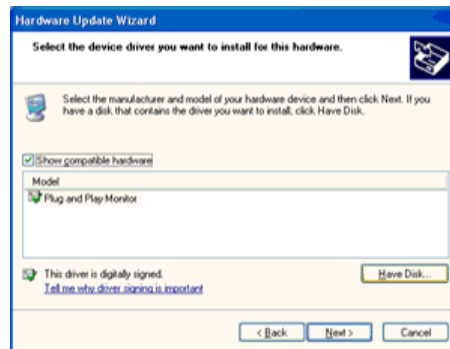 Hardware Update Wizard
Select the device driver you want to install for this hardware.
Select the manufacturer and model of your hardware device and then click Next. If you
have a disk that contains the driver you want to install, click Have Disk.
Show compatible hardware
Model
Plug and Play Monitor
This driver is digitally signed.
Have Disk...
Tell me why driver signing is important
< Back
Next >
Cancel